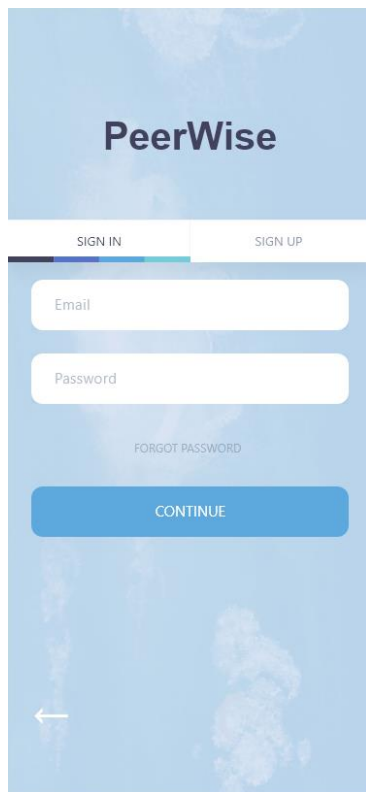 PeerWise
SIGN IN
SIGN UP
Email
Password
FORGOT PASSWORD
CONTINUE